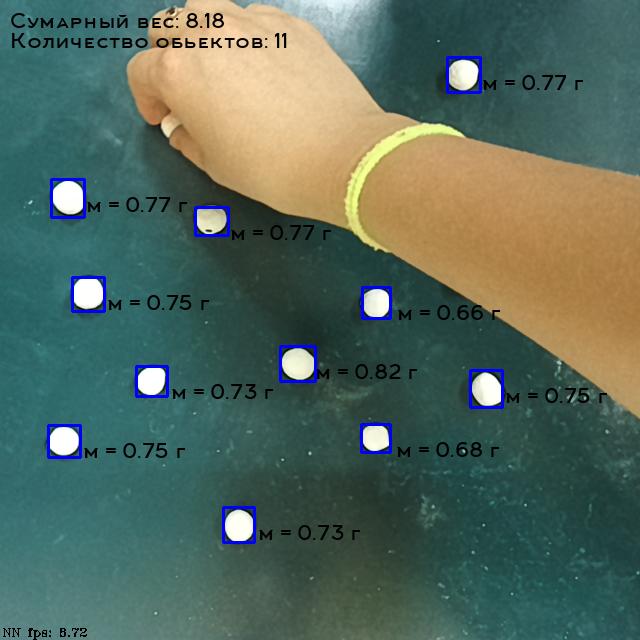 Сумарный вес: 8.18
Количество обьектов: 11
м = 0.77 г
м = 0.77 г
м = 0.77 г
м = 0.75 г
м = 0.66 г
м = 0.82 г
м = 0.73 г
м = 0.75 г
м = 0.75 г
м = 0.68 г
м = 0.73 г
NN fps: 8.72